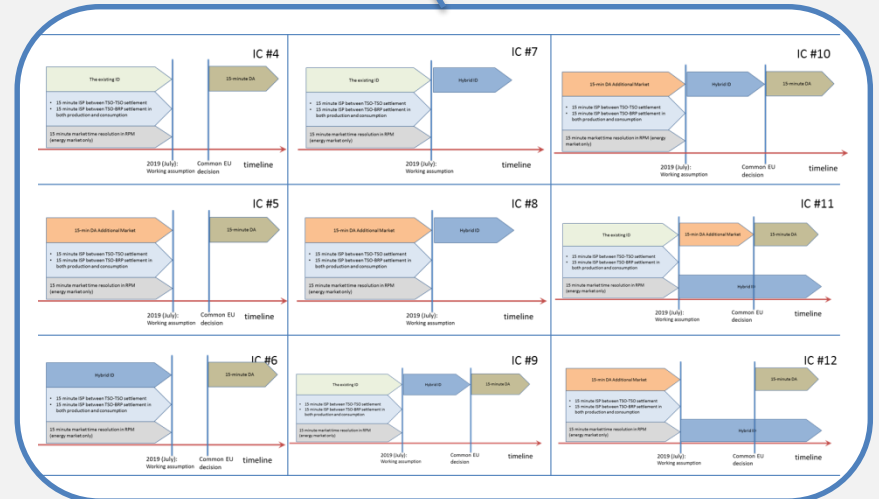 IC #4
The existing ID
15-minute DA
• 15 minute ISP between TSO-TSO settlement
• 15 minute ISP between TSO-BRP settlement in
both production and consumption
15 minute market time resolution in RPM
(energy market only)
2019 (July):
Working assumption
Common EU
decision
timeline
IC #7
The existing ID
Hybrid ID
• 15 minute ISP between TSO-TSO settlement
• 15 minute ISP between TSO-BRP settlement in
both production and consumption
15 minute market time resolution in RPM
(energy market only)
2019 (July):
Working assumption
timeline
IC #10
15-min DA Additional Market
Hybrid ID
15-minute DA
• 15 minute ISP between TSO-TSO settlement
• 15 minute ISP between TSO-BRP settlement in
both production and consumption
15 minute market time resolution in RPM (energy
market only)
2019 (July):
Working assumption
Common EU
decision
timeline
IC #5
15-min DA Additional Market
15-minute DA
• 15 minute ISP between TSO-TSO settlement
• 15 minute ISP between TSO-BRP settlement in
both production and consumption
15 minute market time resolution in RPM
(energy market only)
2019 (July):
Working assumption
Common EU
decision
timeline
IC #8
15-min DA Additional Market
Hybrid ID
• 15 minute ISP between TSO-TSO settlement
• 15 minute ISP between TSO-BRP settlement in
both production and consumption
15 minute market time resolution in RPM
(energy market only)
2019 (July):
Working assumption
timeline
IC #11
The existing ID
15-min DA Additional Market
15-minute DA
• 15 minute ISP between TSO-TSO settlement
• 15 minute ISP between TSO-BRP settlement in
both production and consumption
15 minute market time resolution in RPM
(energy market only)
Hybrid ID
2019 (July):
Working assumption
Common EU
decision
timeline
IC #6
Hybrid ID
15-minute DA
• 15 minute ISP between TSO-TSO settlement
• 15 minute ISP between TSO-BRP settlement in
both production and consumption
15 minute market time resolution in RPM
(energy market only)
2019 (July):
Working assumption
Common EU
decision
timeline
IC #9
The existing ID
Hybrid ID
15-minute DA
• 15 minute ISP between TSO-TSO settlement
• 15 minute ISP between TSO-BRP settlement in
both production and consumption
15 minute market time resolution in RPM
(energy market only)
2019 (July):
Working assumption
Common EU
decision
timeline
IC #12
15-min DA Additional Market
15-minute DA
• 15 minute ISP between TSO-TSO settlement
• 15 minute ISP between TSO-BRP settlement in
both production and consumption
15 minute market time resolution in RPM
(energy market only)
Hybrid ID
2019 (July):
Working assumption
Common EU
decision
timeline